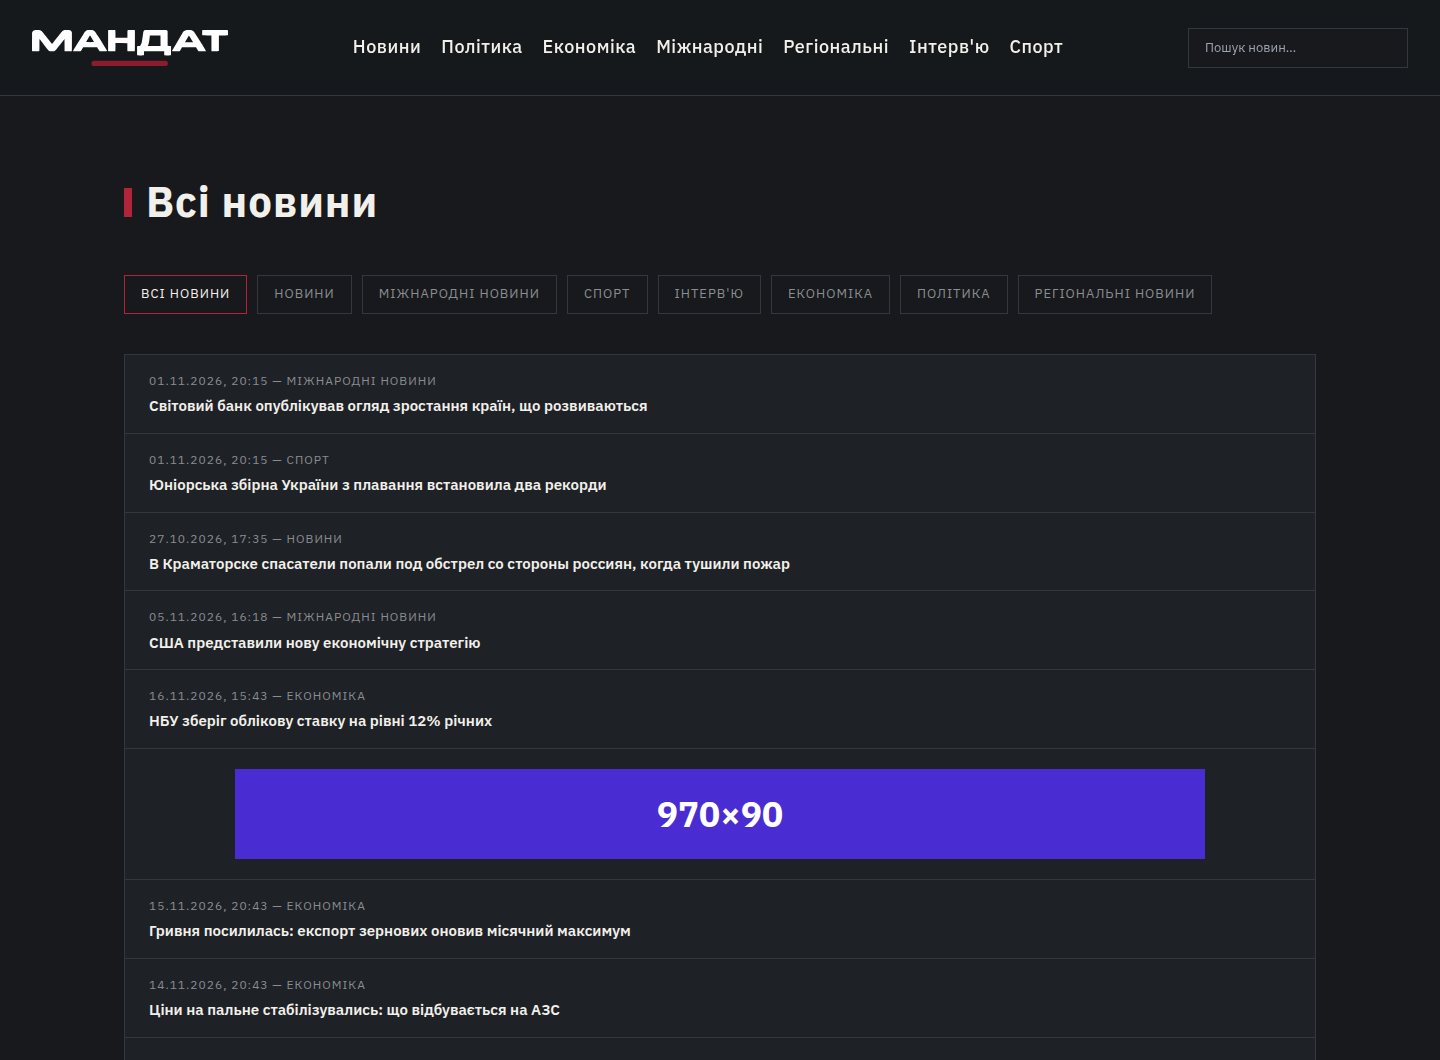 МАНДАТ
Новини Політика Економіка Міжнародні Регіональні Інтерв'ю Спорт
Пошук новин...
Всі новини
ВСІ НОВИНИ НОВИНИ МІЖНАРОДНІ НОВИНИ СПОРТ ІНТЕРВ'Ю ЕКОНОМІКА ПОЛІТИКА РЕГІОНАЛЬНІ НОВИНИ
01.11.2026, 20:15 — МІЖНАРОДНІ НОВИНИ
Світовий банк опублікував огляд зростання країн, що розвиваються
01.11.2026, 20:15 — СПОРТ
Юніорська збірна України з плавання встановила два рекорди
27.10.2026, 17:35 — НОВИНИ
В Краматорске спасатели попали под обстрел со стороны россиян, когда тушили пожар
05.11.2026, 16:18 — МІЖНАРОДНІ НОВИНИ
США представили нову економічну стратегію
16.11.2026, 15:43 — ЕКОНОМІКА
НБУ зберіг облікову ставку на рівні 12% річних
970×90
15.11.2026, 20:43 — ЕКОНОМІКА
Гривня посилилась: експорт зернових оновив місячний максимум
14.11.2026, 20:43 — ЕКОНОМІКА
Ціни на пальне стабілізувались: що відбувається на АЗС